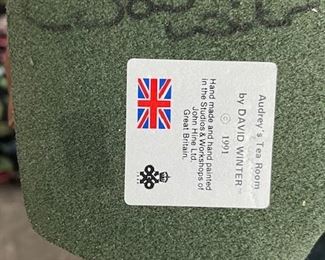 Audrey's Tea Room
by DAVID WINTER
© 1991
Hand made and hand painted
in the Studios & Workshops of
John Hine Ltd.
Great Britain.